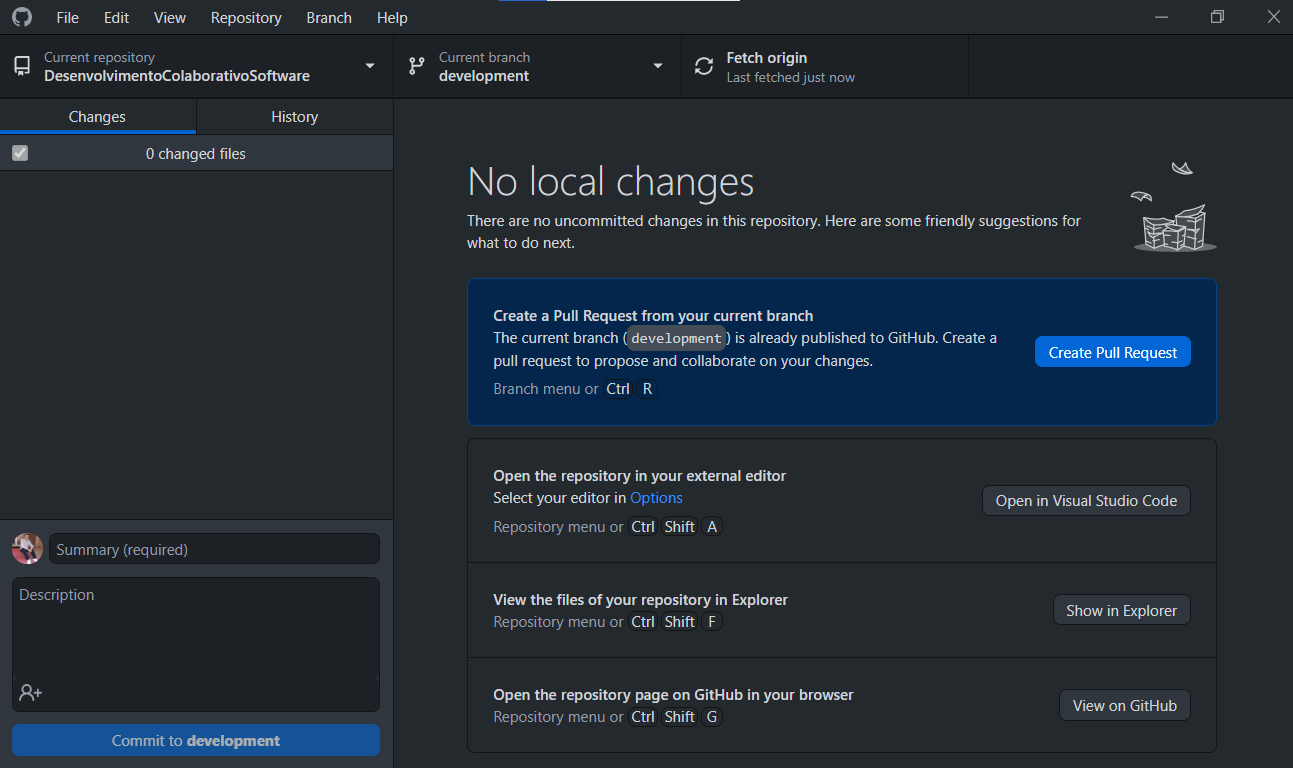 File Edit View Repository Branch Help
Current repository
DesenvolvimentoColaborativoSoftware
Current branch
development
Fetch origin
Last fetched just now
Changes
History
0 changed files
No local changes
There are no uncommitted changes in this repository. Here are some friendly suggestions for
what to do next.
Create a Pull Request from your current branch
The current branch (development) is already published to GitHub. Create a
pull request to propose and collaborate on your changes.
Branch menu or Ctrl R
Create Pull Request
Open the repository in your external editor
Select your editor in Options
Repository menu or Ctrl Shift A
Open in Visual Studio Code
View the files of your repository in Explorer
Repository menu or Ctrl Shift F
Show in Explorer
Open the repository page on GitHub in your browser
Repository menu or Ctrl Shift G
View on GitHub
Summary (required)
Description
Commit to development